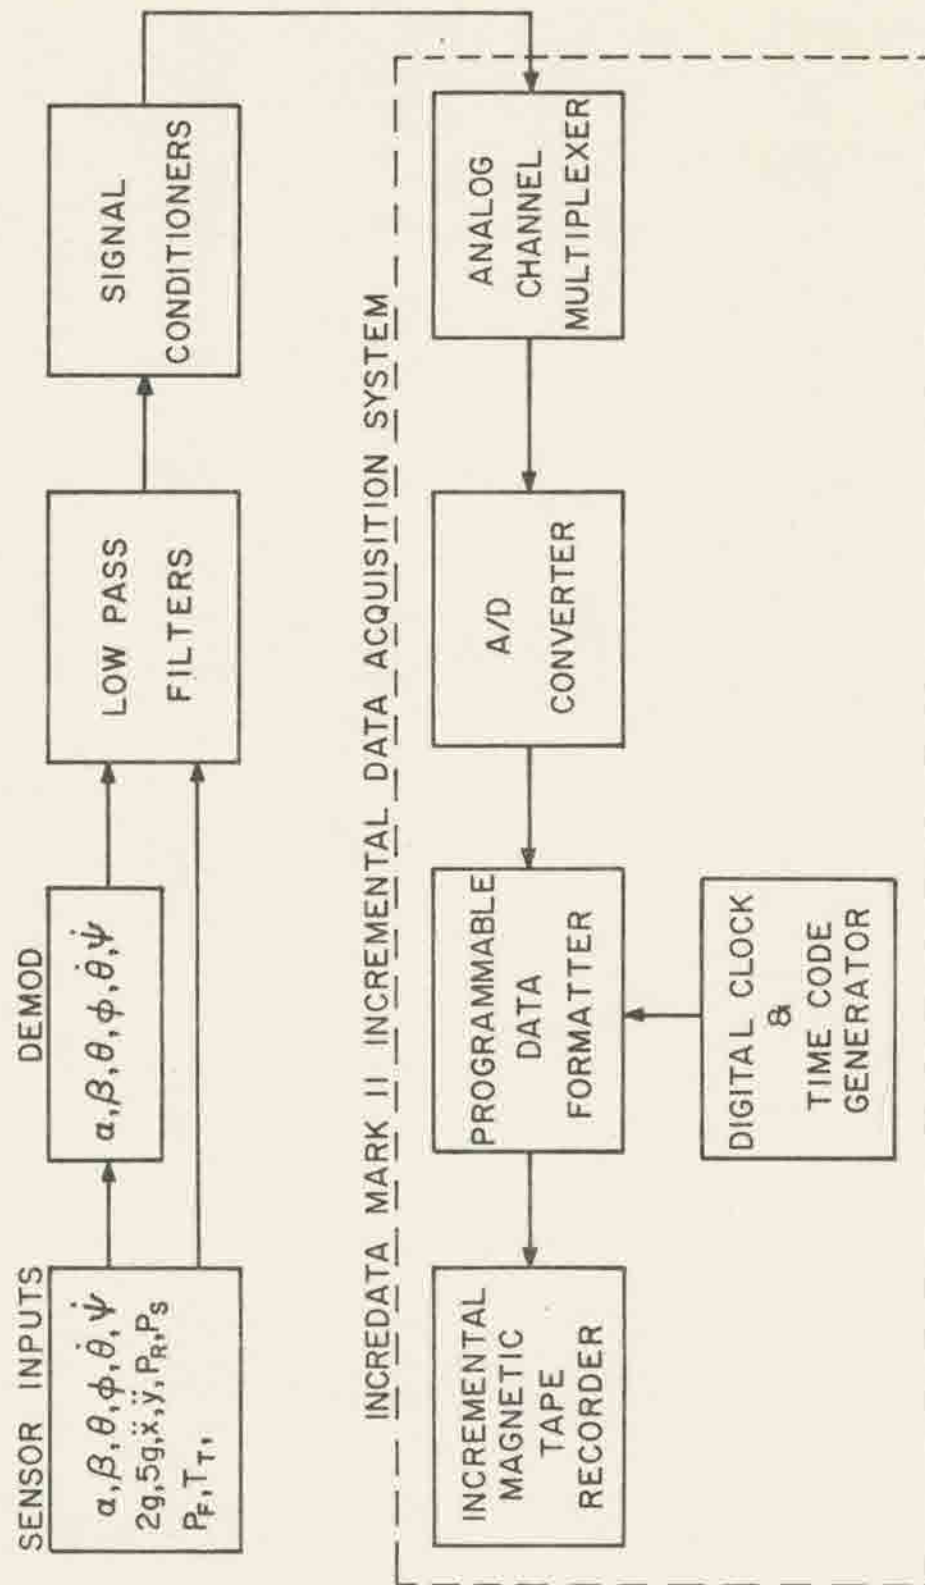 SENSOR INPUTS
α,β,θ,ϕ,θ̇,ψ̇
2g,5g,ẍ,ÿ,P_R,P_S
P_F,T_T,
DEMOD
α,β,θ,ϕ,θ̇,ψ̇
LOW PASS
FILTERS
SIGNAL
CONDITIONERS
INCREDATA MARK II INCREMENTAL DATA ACQUISITION SYSTEM
ANALOG
CHANNEL
MULTIPLEXER
A/D
CONVERTER
PROGRAMMABLE
DATA
FORMATTER
DIGITAL CLOCK
&
TIME CODE
GENERATOR
INCREMENTAL
MAGNETIC
TAPE
RECORDER